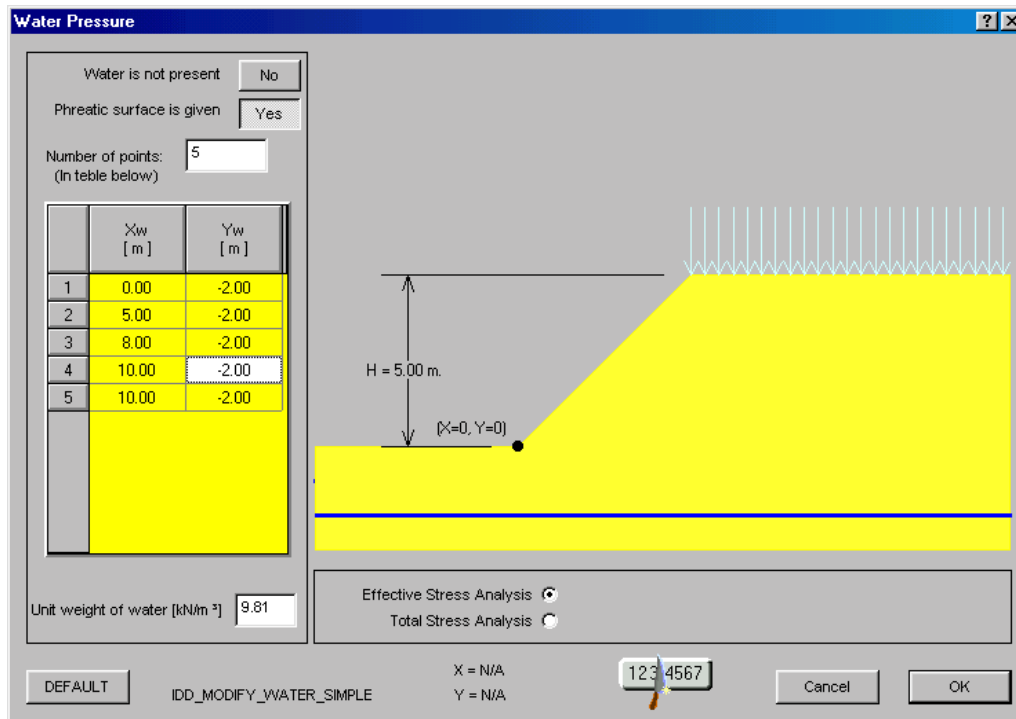 Water Pressure
Water is not present No
Phreatic surface is given Yes
Number of points: 5
(In teble below)
Xw [ m ] Yw [ m ]
1 0.00 -2.00
2 5.00 -2.00
3 8.00 -2.00
4 10.00 -2.00
5 10.00 -2.00
Unit weight of water [kN/m ³] 9.81
H = 5.00 m.
(X=0, Y=0)
Effective Stress Analysis
Total Stress Analysis
DEFAULT
IDD_MODIFY_WATER_SIMPLE
X = N/A
Y = N/A
123 4567
Cancel
OK